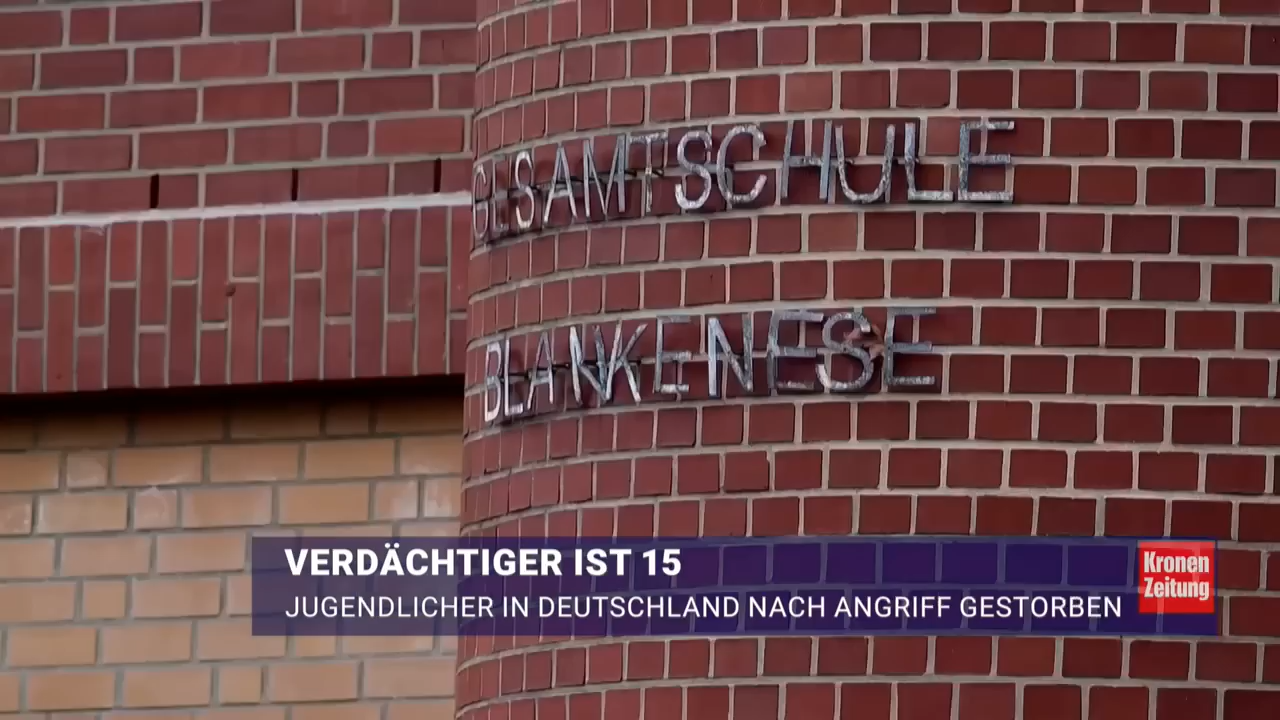 GESAMTSCHULE
BLANKENESE
VERDÄCHTIGER IST 15
JUGENDLICHER IN DEUTSCHLAND NACH ANGRIFF GESTORBEN
Kronen
Zeitung